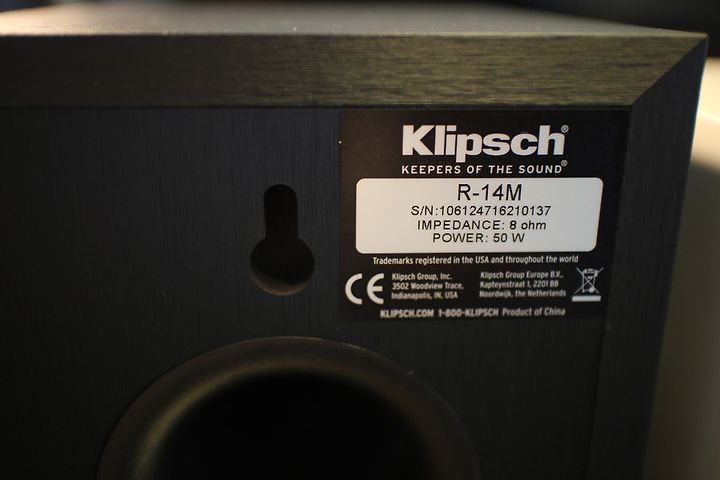 Klipsch®
KEEPERS OF THE SOUND®
R-14M
S/N:106124716210137
IMPEDANCE: 8 ohm
POWER: 50 W
Trademarks registered in the USA and throughout the world
CE
Klipsch Group, Inc.
3502 Woodview Trace,
Indianapolis, IN, USA
Klipsch Group Europe B.V.,
Kapteynstraat 1, 2201 BB
Noordwijk, the Netherlands
KLIPSCH.COM 1-800-KLIPSCH Product of China